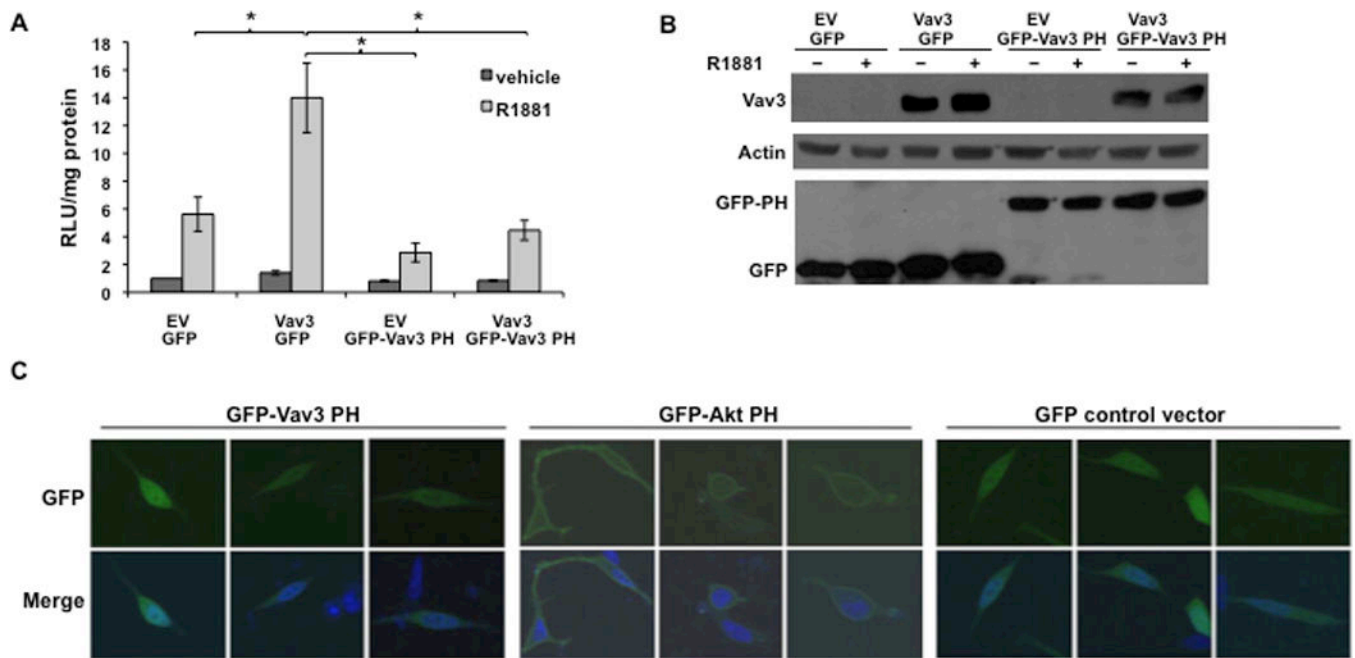 A
* *
*
18
16
14
12
10
8
6
4
2
0
RLU/mg protein
vehicle
R1881
EV
GFP
Vav3
GFP
EV
GFP-Vav3 PH
Vav3
GFP-Vav3 PH
B
EV
GFP
Vav3
GFP
EV
GFP-Vav3 PH
Vav3
GFP-Vav3 PH
R1881 – + – + – + – +
Vav3
Actin
GFP-PH
GFP
C
GFP-Vav3 PH
GFP-Akt PH
GFP control vector
GFP
Merge